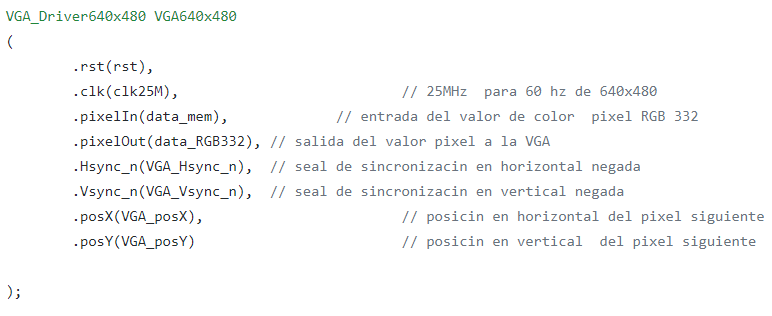 VGA_Driver640x480 VGA640x480
(
.rst(rst),
.clk(clk25M), // 25MHz para 60 hz de 640x480
.pixelIn(data_mem), // entrada del valor de color pixel RGB 332
.pixelOut(data_RGB332), // salida del valor pixel a la VGA
.Hsync_n(VGA_Hsync_n), // seal de sincronizacin en horizontal negada
.Vsync_n(VGA_Vsync_n), // seal de sincronizacin en vertical negada
.posX(VGA_posX), // posicin en horizontal del pixel siguiente
.posY(VGA_posY) // posicin en vertical del pixel siguiente
);